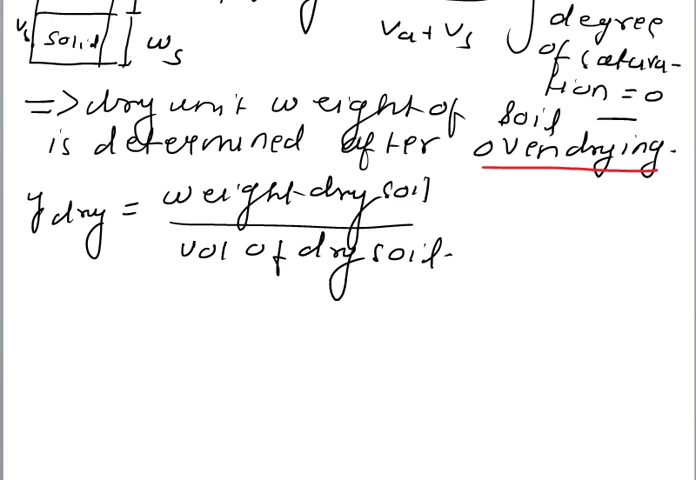 Vs Solid Ws
Va + Vs
degree
of satura-
tion = 0
=> dry unit weight of soil
is determined after ovendrying.
γdry = weight dry soil
vol of dry soil.